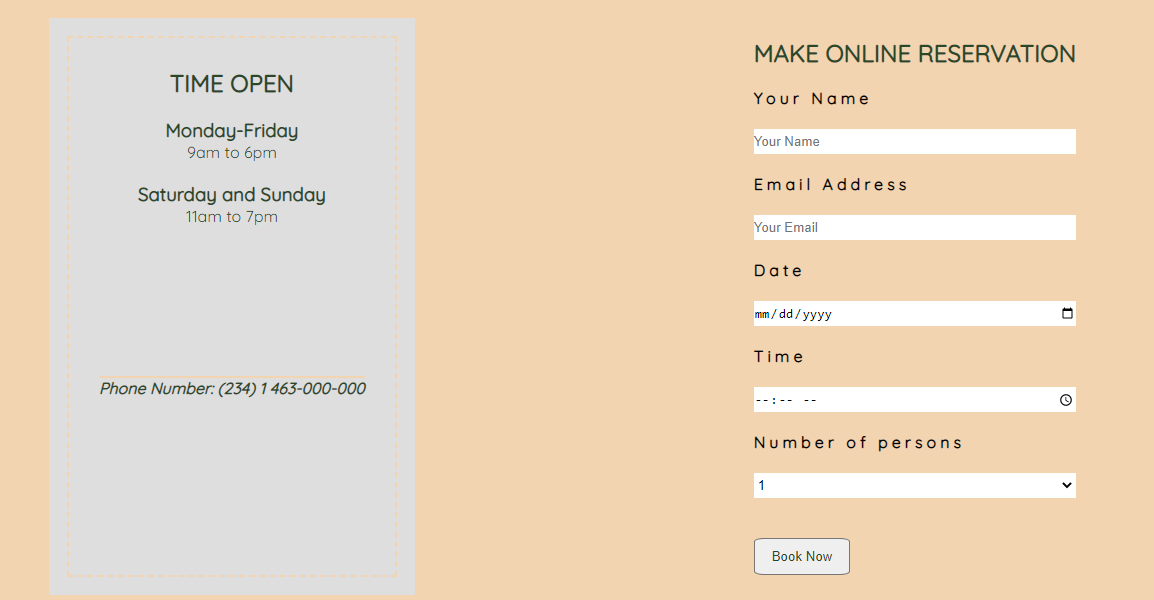 TIME OPEN
Monday-Friday
9am to 6pm
Saturday and Sunday
11am to 7pm
Phone Number: (234) 1 463-000-000
MAKE ONLINE RESERVATION
Your Name
Your Name
Email Address
Your Email
Date
mm/dd/yyyy
Time
--:-- --
Number of persons
1
Book Now